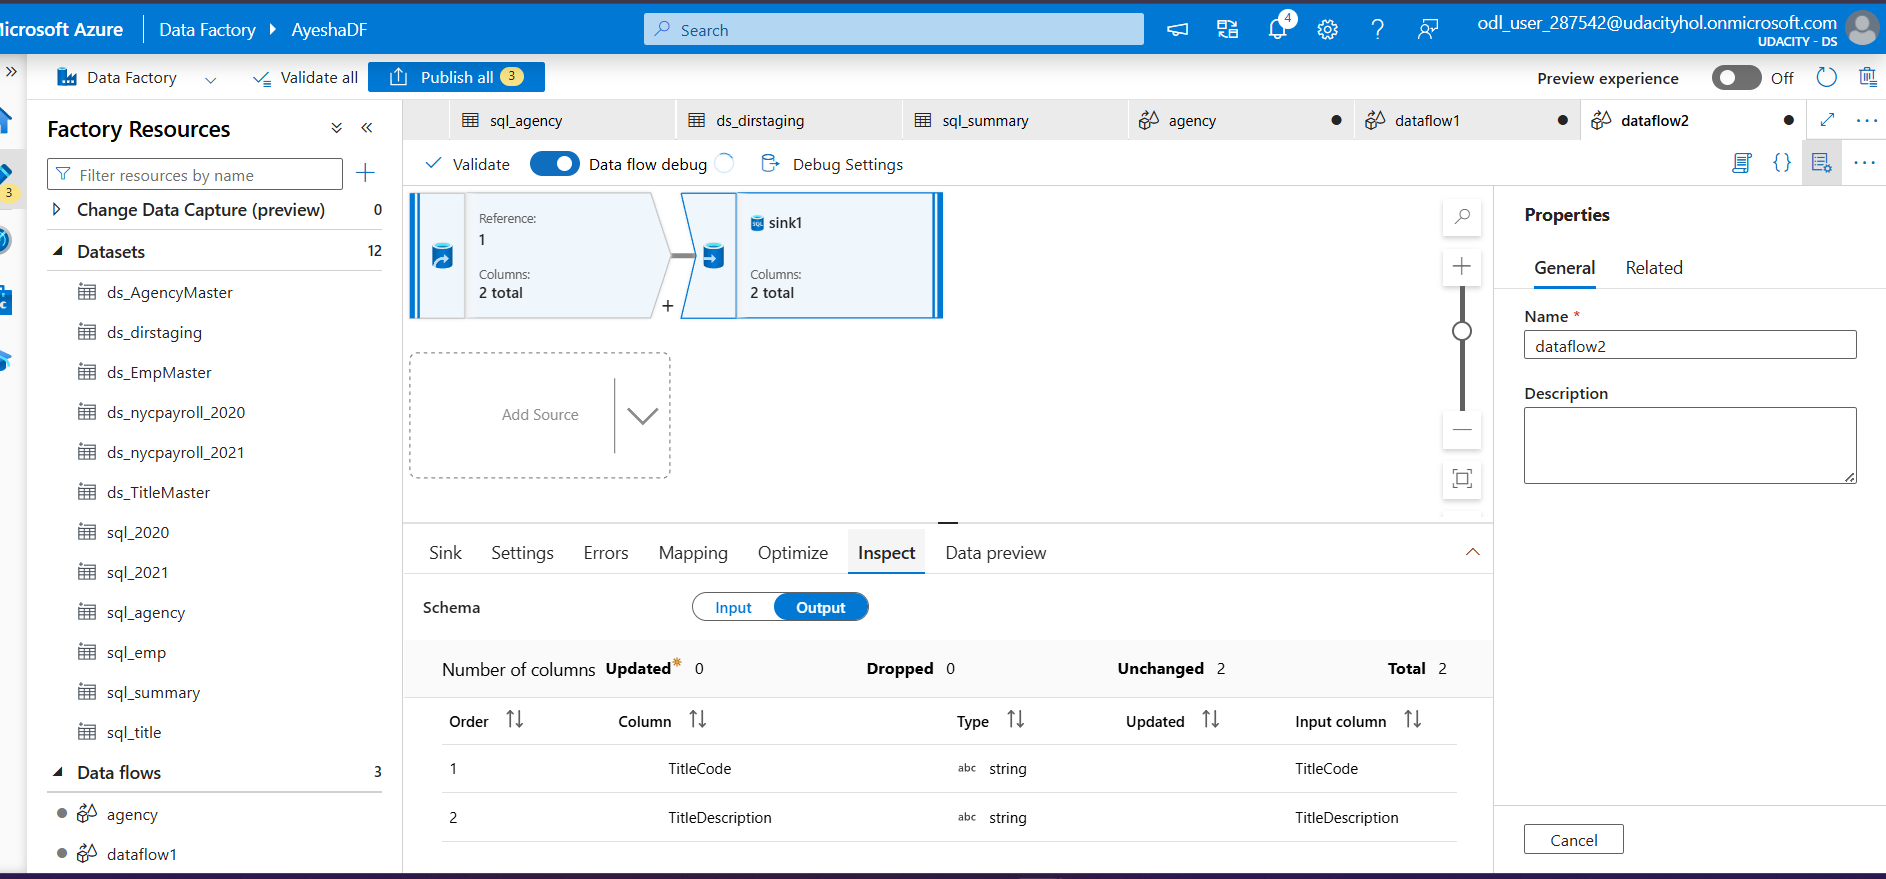 Microsoft Azure
Data Factory
AyeshaDF
Search
4
odl_user_287542@udacityhol.onmicrosoft.com
UDACITY - DS
Data Factory
Validate all
Publish all 3
Preview experience
Off
3
Factory Resources
Filter resources by name
Change Data Capture (preview) 0
Datasets 12
ds_AgencyMaster
ds_dirstaging
ds_EmpMaster
ds_nycpayroll_2020
ds_nycpayroll_2021
ds_TitleMaster
sql_2020
sql_2021
sql_agency
sql_emp
sql_summary
sql_title
Data flows 3
agency
dataflow1
sql_agency
ds_dirstaging
sql_summary
agency
dataflow1
dataflow2
Validate
Data flow debug
Debug Settings
Reference:
1
Columns:
2 total
+
SQL
sink1
Columns:
2 total
Add Source
Sink Settings Errors Mapping Optimize Inspect Data preview
Schema Input Output
Number of columns Updated* 0 Dropped 0 Unchanged 2 Total 2
Order Column Type Updated Input column
1 TitleCode abc string TitleCode
2 TitleDescription abc string TitleDescription
Properties
General Related
Name *
dataflow2
Description
Cancel